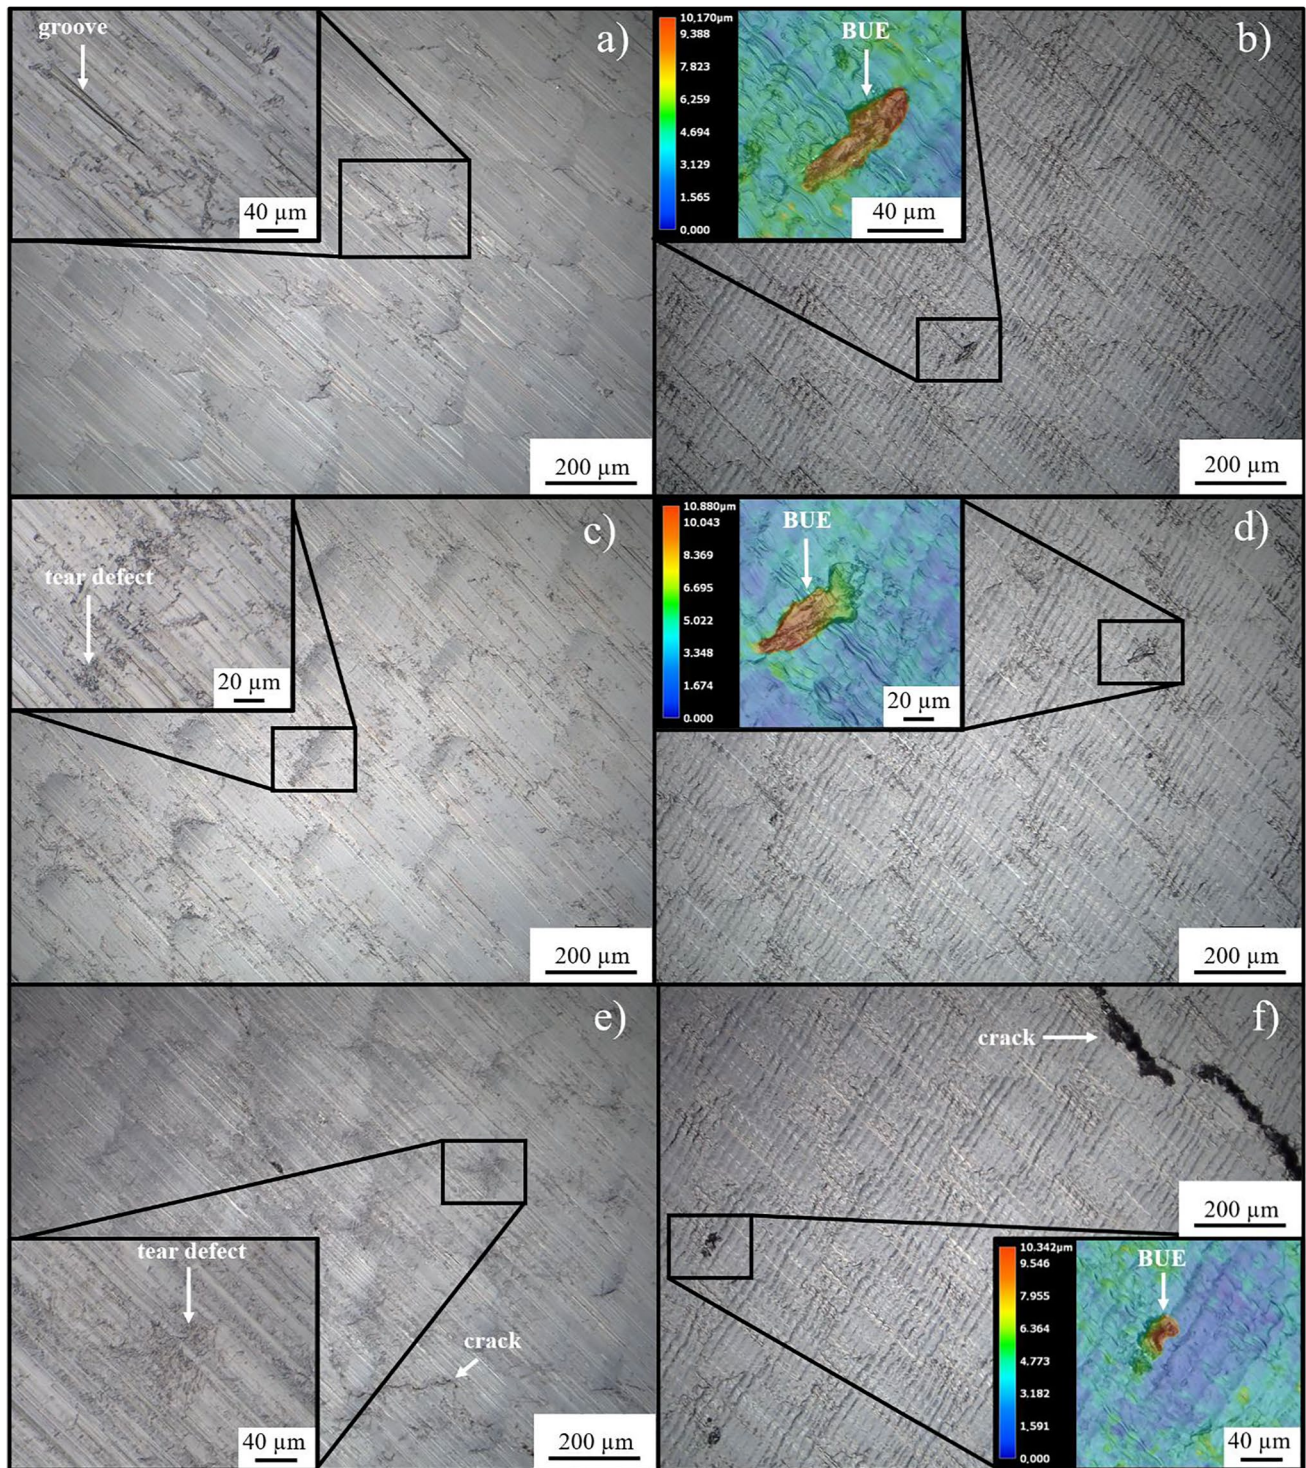 groove
a)
40 µm
200 µm
10,170µm
9,388
7,823
6,259
4,694
3,129
1,565
0,000
BUE
b)
40 µm
200 µm
tear defect
c)
20 µm
200 µm
10.880µm
10,043
8.369
6.695
5.022
3.348
1.674
0.000
BUE
d)
20 µm
200 µm
e)
tear defect
crack
40 µm
200 µm
f)
crack
200 µm
10.342µm
9.546
7,955
6,364
4,773
3,182
1,591
0,000
BUE
40 µm